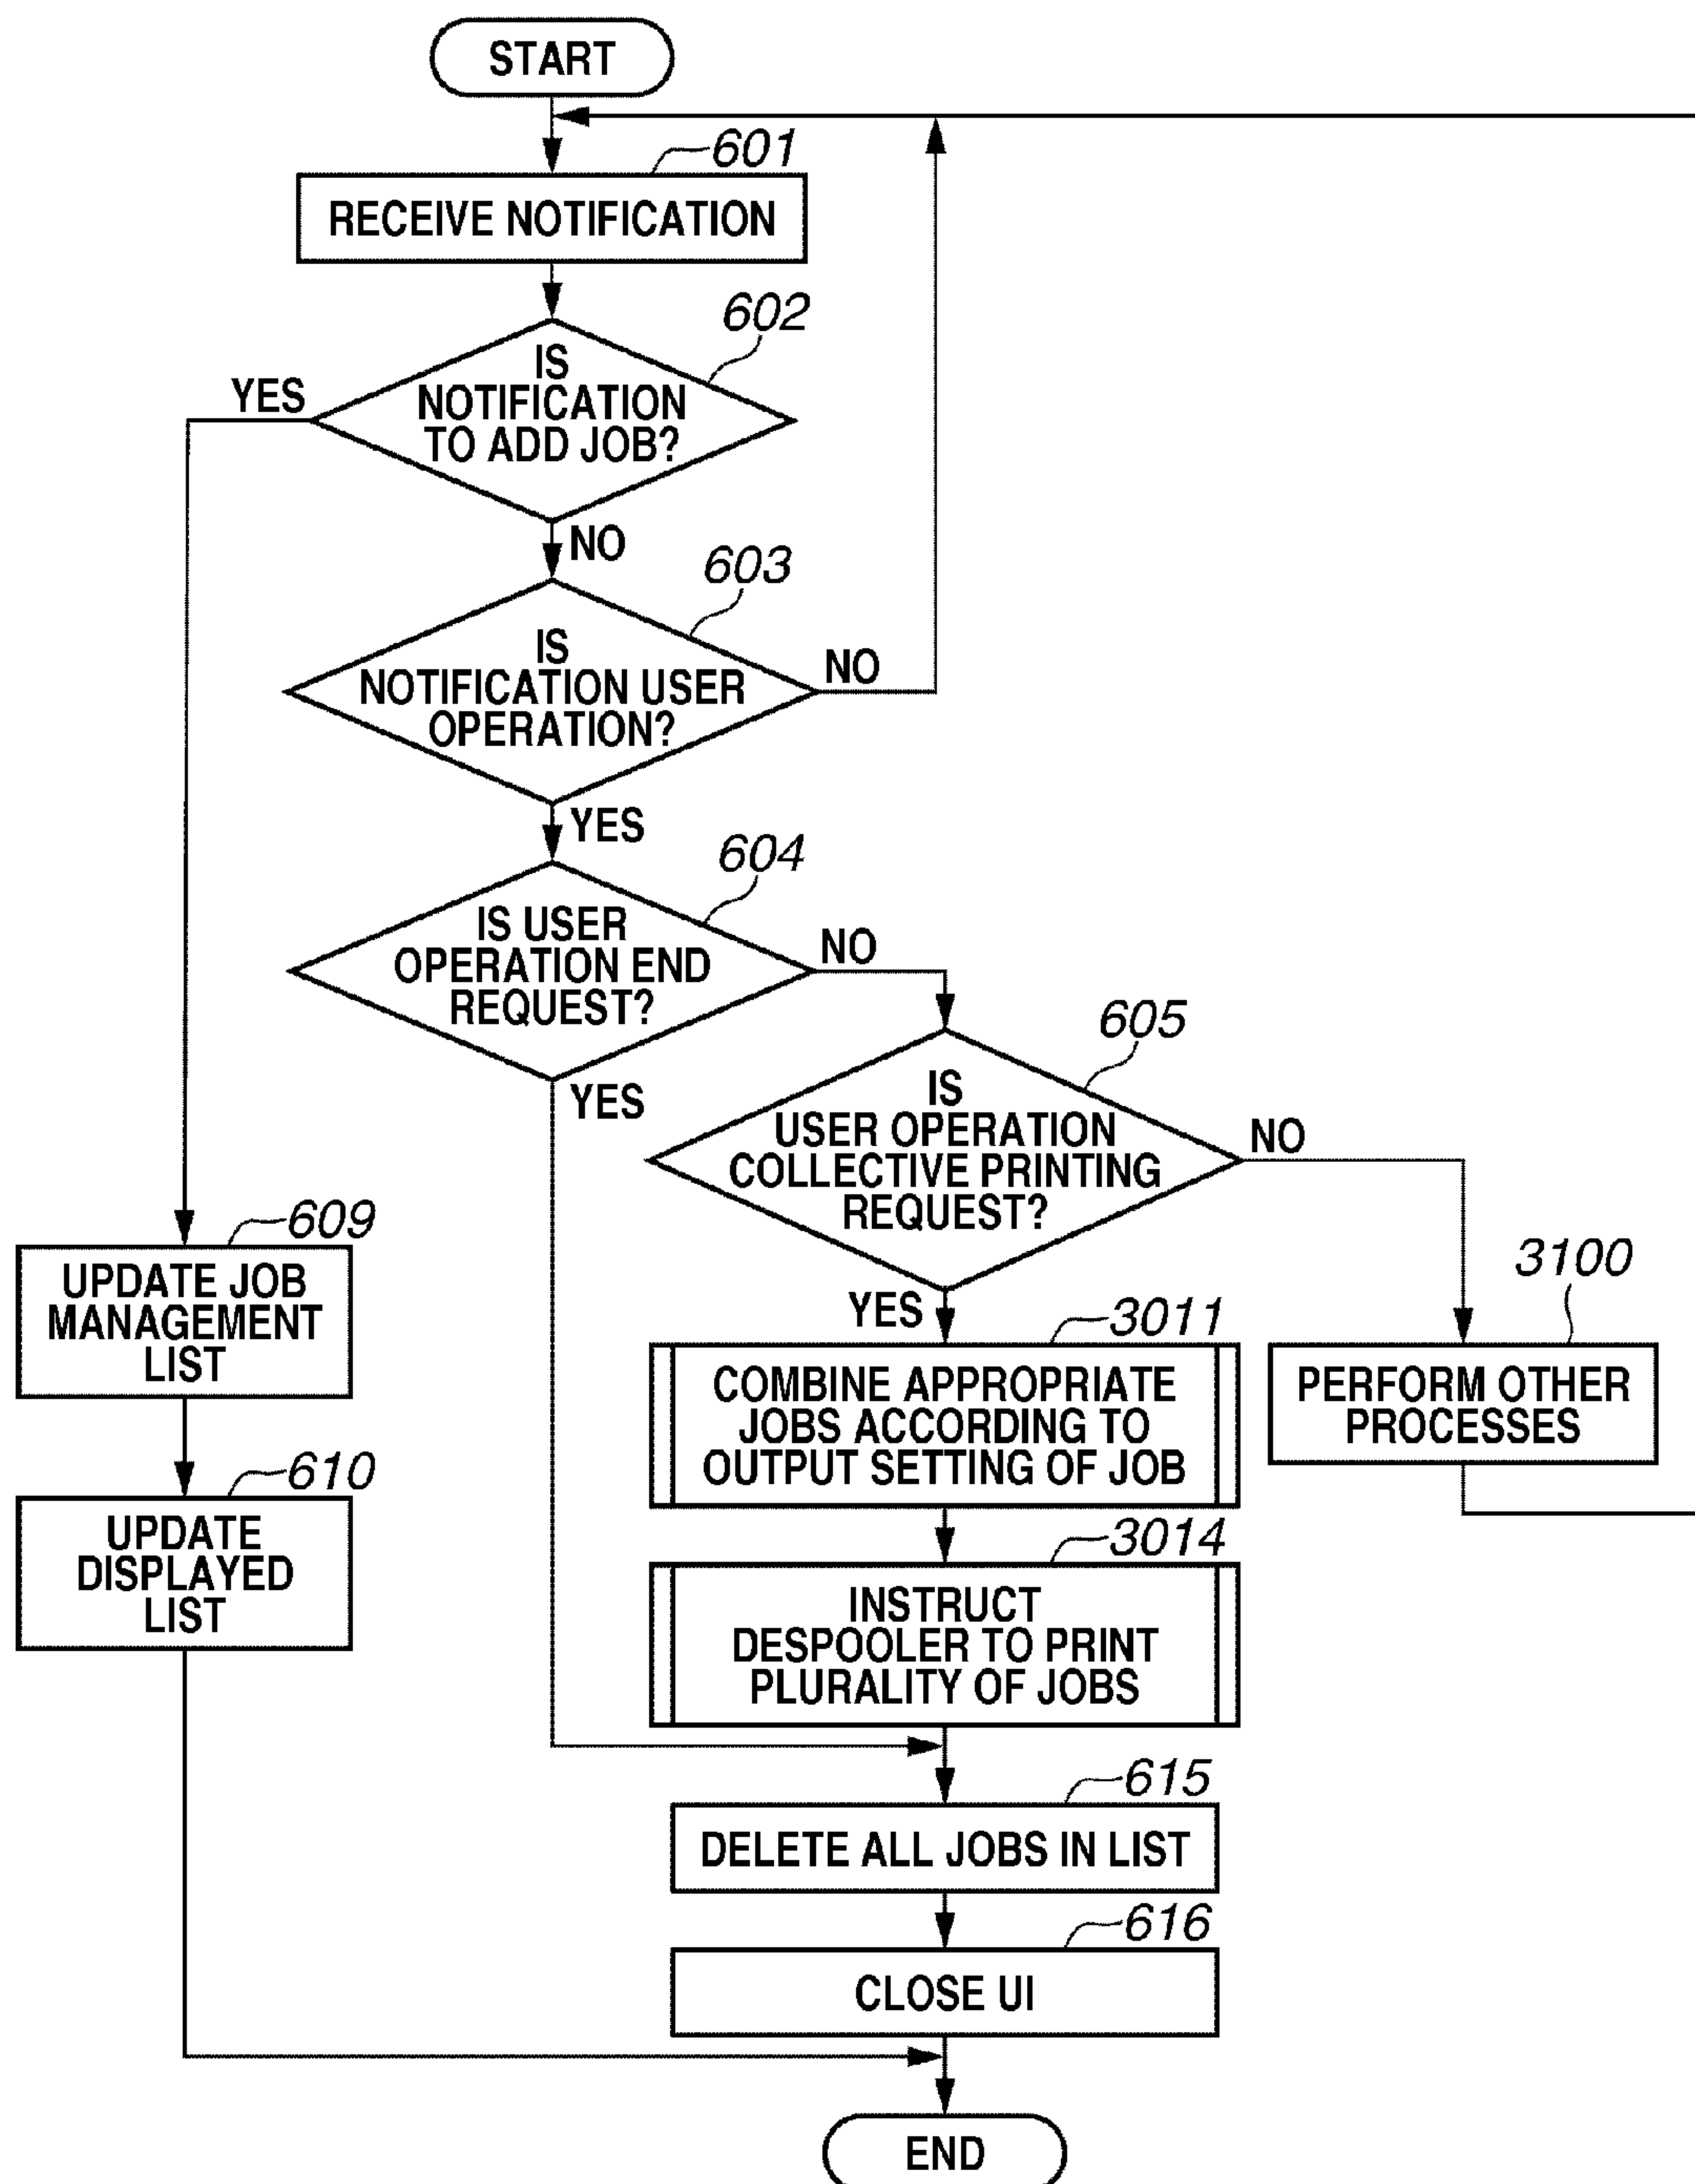 START
601
RECEIVE NOTIFICATION
602
IS
NOTIFICATION
TO ADD JOB?
YES
NO
603
IS
NOTIFICATION USER
OPERATION?
NO
YES
604
IS USER
OPERATION END
REQUEST?
NO
YES
605
IS
USER OPERATION
COLLECTIVE PRINTING
REQUEST?
NO
YES
609
UPDATE JOB
MANAGEMENT
LIST
3011
COMBINE APPROPRIATE
JOBS ACCORDING TO
OUTPUT SETTING OF JOB
3100
PERFORM OTHER
PROCESSES
610
UPDATE
DISPLAYED
LIST
3014
INSTRUCT
DESPOOLER TO PRINT
PLURALITY OF JOBS
615
DELETE ALL JOBS IN LIST
616
CLOSE UI
END